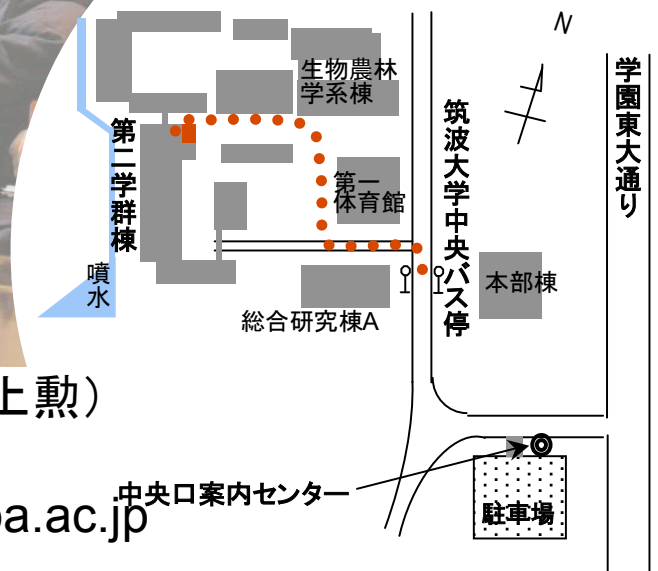 N
生物農林
学系棟
第二学群棟
第一
体育館
筑波大学中央バス停
学園東大通り
噴水
本部棟
総合研究棟A
上勲）
中央口案内センター
駐車場
oa.ac.jp